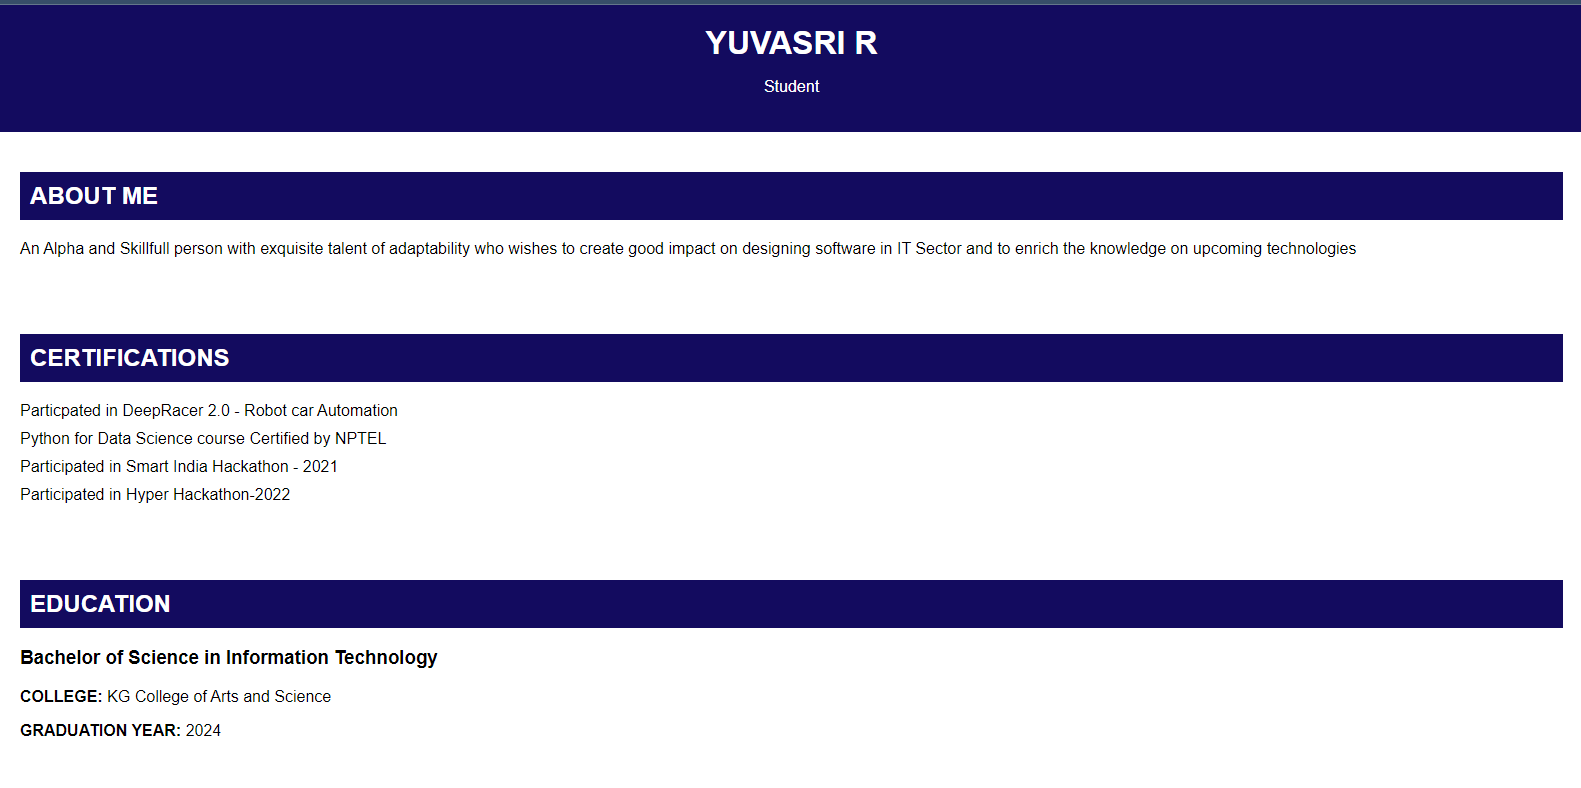 YUVASRI R
Student
ABOUT ME
An Alpha and Skillfull person with exquisite talent of adaptability who wishes to create good impact on designing software in IT Sector and to enrich the knowledge on upcoming technologies
CERTIFICATIONS
Particpated in DeepRacer 2.0 - Robot car Automation
Python for Data Science course Certified by NPTEL
Participated in Smart India Hackathon - 2021
Participated in Hyper Hackathon-2022
EDUCATION
Bachelor of Science in Information Technology
COLLEGE: KG College of Arts and Science
GRADUATION YEAR: 2024